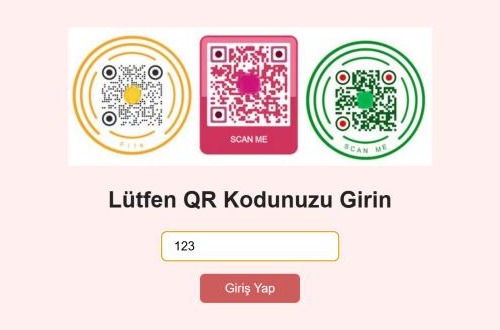 SCAN ME
SCAN ME
Lütfen QR Kodunuzu Girin
123
Giriş Yap